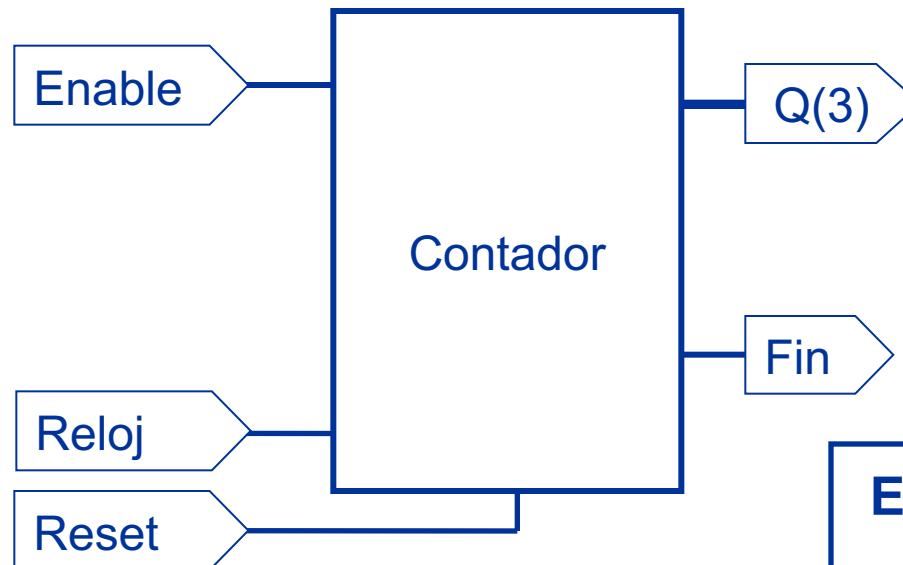 Enable
Q(3)
Contador
Fin
Reloj
Reset